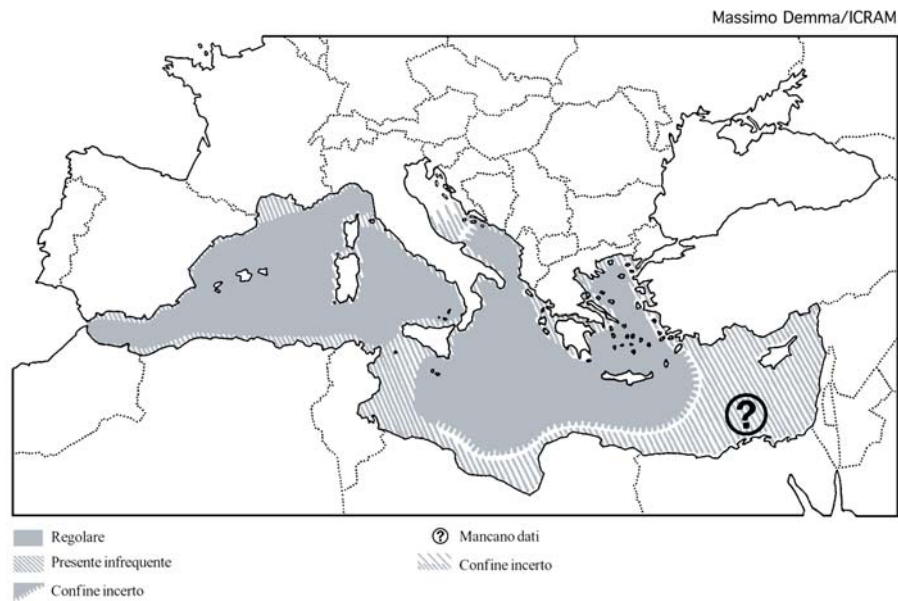 Massimo Demma/ICRAM
?
Regolare
Presente infrequente
Confine incerto
? Mancano dati
Confine incerto